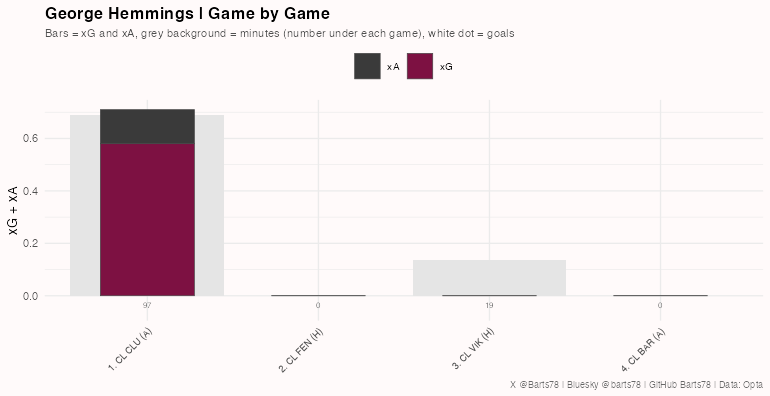 George Hemmings | Game by Game
Bars = xG and xA, grey background = minutes (number under each game), white dot = goals
xA xG
xG + xA
0.6
0.4
0.2
0.0
97 0 19 0
1. CL CLU (A) 2. CL FEN (H) 3. CL VIK (H) 4. CL BAR (A)
X @Barts78 | Bluesky @barts78 | GitHub Barts78 | Data: Opta